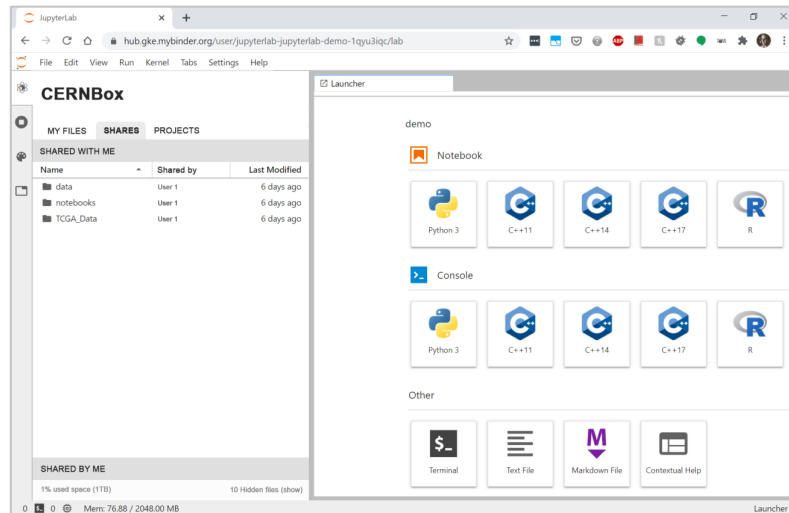 JupyterLab
hub.gke.mybinder.org/user/jupyterlab-jupyterlab-demo-1qyu3iqc/lab
ABP
File Edit View Run Kernel Tabs Settings Help
CERNBox
MY FILES SHARES PROJECTS
SHARED WITH ME
Name Shared by Last Modified
data User 1 6 days ago
notebooks User 1 6 days ago
TCGA_Data User 1 6 days ago
SHARED BY ME
1% used space (1TB) 10 Hidden files (show)
Launcher
demo
Notebook
Python 3 C++11 C++14 C++17 R
Console
Python 3 C++11 C++14 C++17 R
Other
$_ M
Terminal Text File Markdown File Contextual Help
0 $_ 0 Mem: 76.88 / 2048.00 MB Launcher